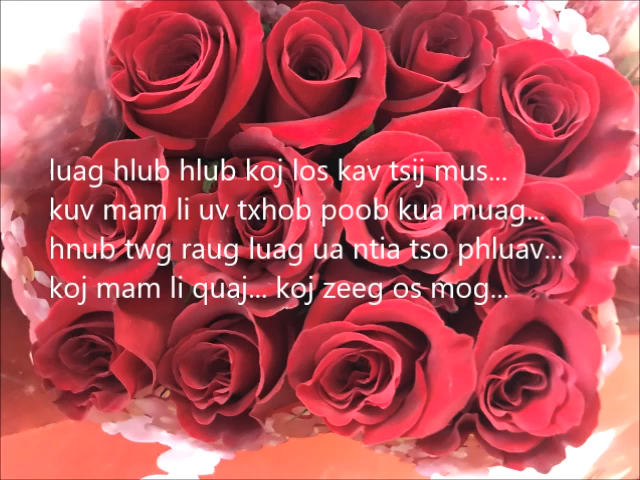 luag hlub hlub koj los kav tsij mus...
kuv mam li uv txhob poob kua muag...
hnub twg raug luag ua ntia tso phluav...
koj mam li quaj... koj zeeg os mog...